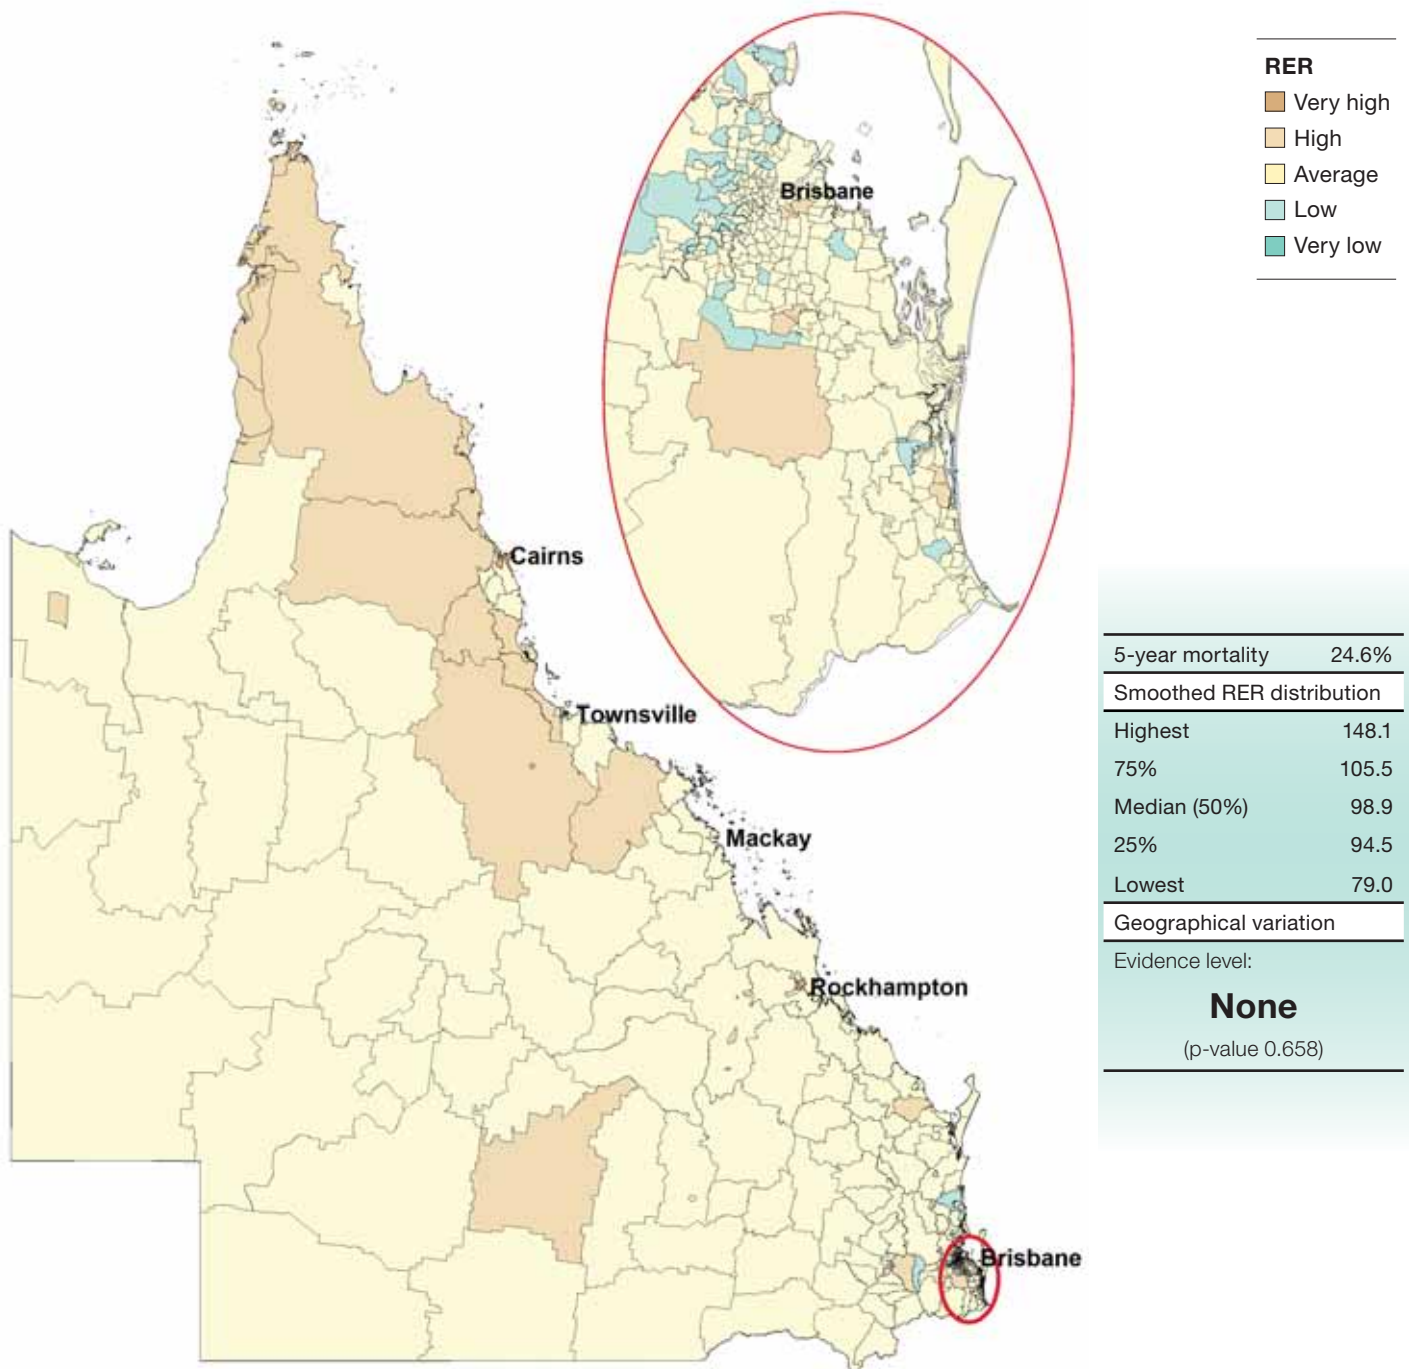 RER
Very high
High
Average
Low
Very low
Brisbane
Cairns
Townsville
Mackay
Rockhampton
Brisbane
5-year mortality 24.6%
Smoothed RER distribution
Highest 148.1
75% 105.5
Median (50%) 98.9
25% 94.5
Lowest 79.0
Geographical variation
Evidence level:
None
(p-value 0.658)